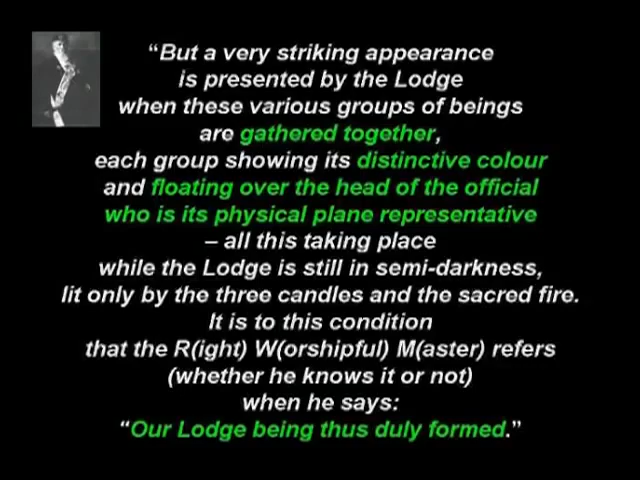 “But a very striking appearance
is presented by the Lodge
when these various groups of beings
are gathered together,
each group showing its distinctive colour
and floating over the head of the official
who is its physical plane representative
– all this taking place
while the Lodge is still in semi-darkness,
lit only by the three candles and the sacred fire.
It is to this condition
that the R(ight) W(orshipful) M(aster) refers
(whether he knows it or not)
when he says:
“Our Lodge being thus duly formed.”